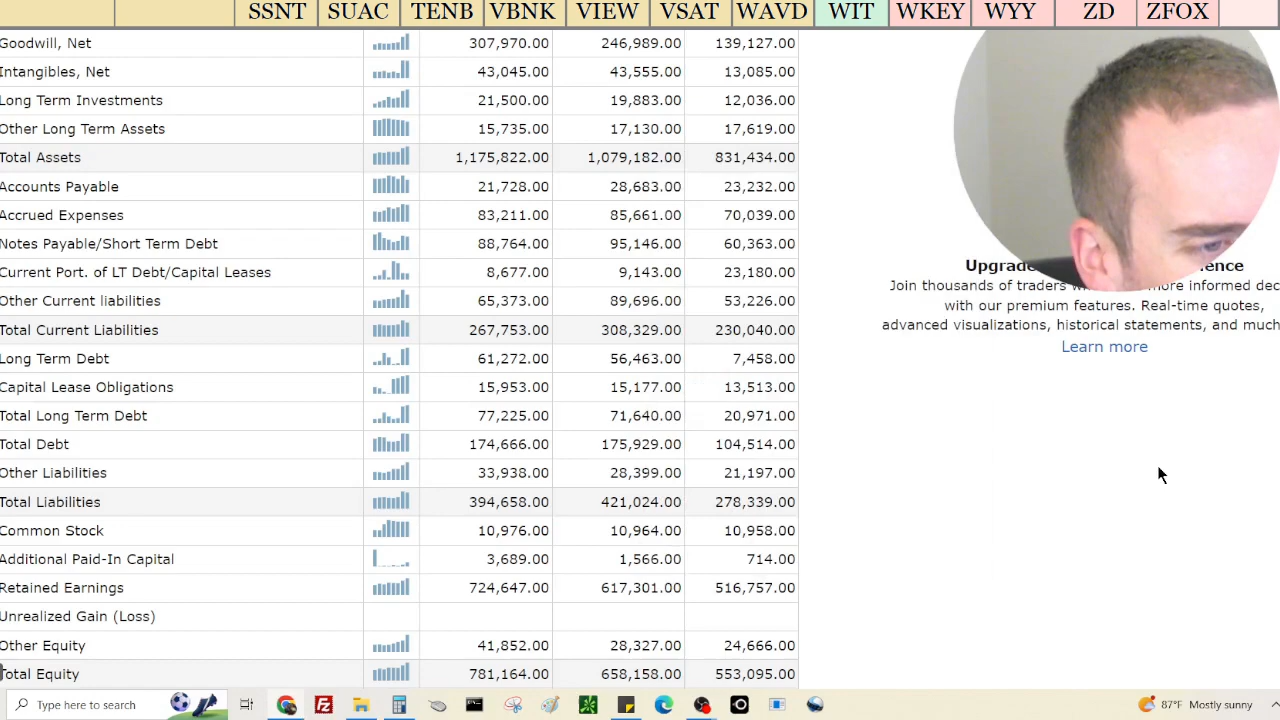 SSNT SUAC TENB VBNK VIEW VSAT WAVD WIT WKEY WYY ZD ZFOX
Goodwill, Net 307,970.00 246,989.00 139,127.00
Intangibles, Net 43,045.00 43,555.00 13,085.00
Long Term Investments 21,500.00 19,883.00 12,036.00
Other Long Term Assets 15,735.00 17,130.00 17,619.00
Total Assets 1,175,822.00 1,079,182.00 831,434.00
Accounts Payable 21,728.00 28,683.00 23,232.00
Accrued Expenses 83,211.00 85,661.00 70,039.00
Notes Payable/Short Term Debt 88,764.00 95,146.00 60,363.00
Current Port. of LT Debt/Capital Leases 8,677.00 9,143.00 23,180.00
Other Current liabilities 65,373.00 89,696.00 53,226.00
Total Current Liabilities 267,753.00 308,329.00 230,040.00
Long Term Debt 61,272.00 56,463.00 7,458.00
Capital Lease Obligations 15,953.00 15,177.00 13,513.00
Total Long Term Debt 77,225.00 71,640.00 20,971.00
Total Debt 174,666.00 175,929.00 104,514.00
Other Liabilities 33,938.00 28,399.00 21,197.00
Total Liabilities 394,658.00 421,024.00 278,339.00
Common Stock 10,976.00 10,964.00 10,958.00
Additional Paid-In Capital 3,689.00 1,566.00 714.00
Retained Earnings 724,647.00 617,301.00 516,757.00
Unrealized Gain (Loss)
Other Equity 41,852.00 28,327.00 24,666.00
Total Equity 781,164.00 658,158.00 553,095.00
Upgrade
Join thousands of traders more informed
with our premium features. Real-time quotes,
advanced visualizations, historical statements, and
Learn more
Type here to search
87°F Mostly sunny